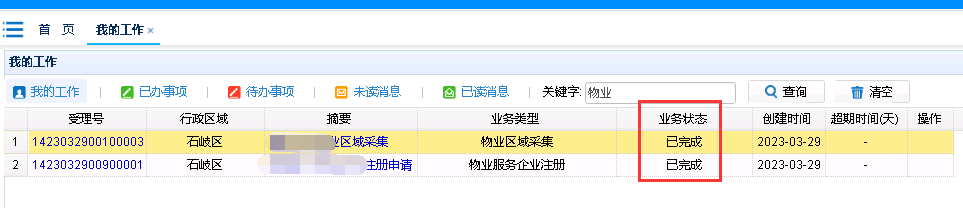 首 页 我的工作 ×
我的工作
我的工作 | 已办事项 | 待办事项 | 未读消息 | 已读消息 | 关键字: 物业 查询 清空
受理号 行政区域 摘要 业务类型 业务状态 创建时间 超期时间(天) 操作
1 1423032900100003 石岐区 业区域采集 物业区域采集 已完成 2023-03-29 -
2 1423032900900001 石岐区 注册申请 物业服务企业注册 已完成 2023-03-29 -